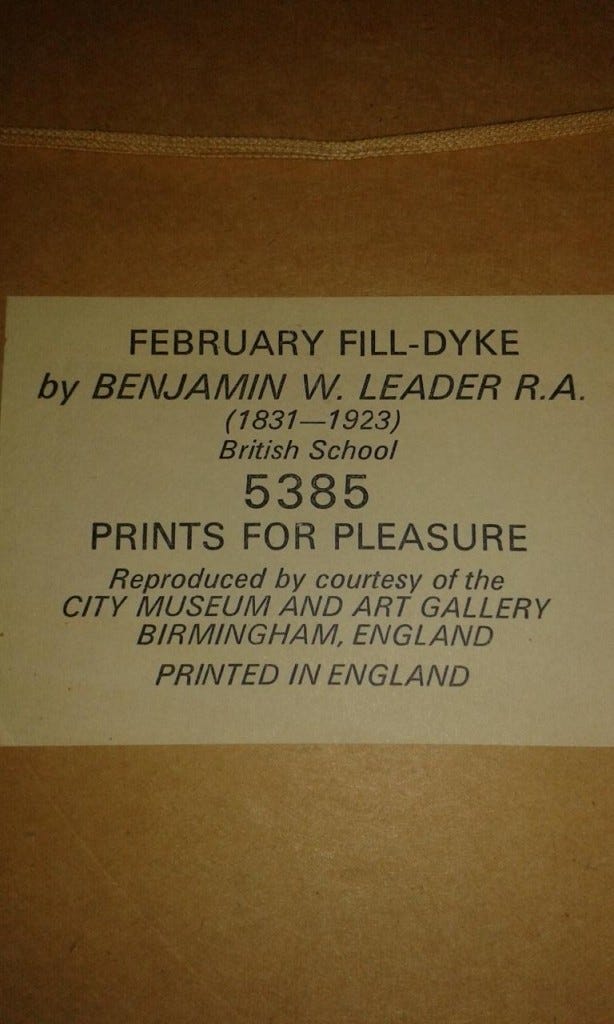 FEBRUARY FILL-DYKE
by BENJAMIN W. LEADER R.A.
(1831—1923)
British School
5385
PRINTS FOR PLEASURE
Reproduced by courtesy of the
CITY MUSEUM AND ART GALLERY
BIRMINGHAM, ENGLAND
PRINTED IN ENGLAND